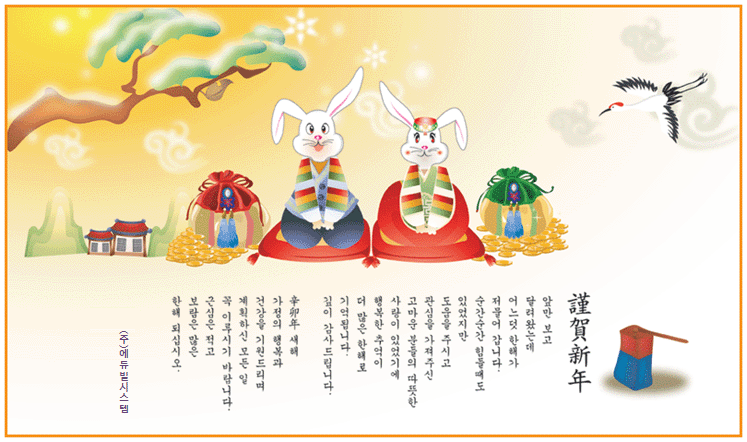 謹賀新年
앞만 보고
달려왔는데
어느덧 한해가
저물어 갑니다.
순간순간 힘들때도
있었지만
도움을 주시고
관심을 가져주신
고마운 분들의 따뜻한
사랑이 있었기에
행복한 추억이
더 많은 한해로
기억됩니다.
깊이 감사드립니다.
辛卯年 새해
가정의 행복과
건강을 기원드리며
계획하신 모든 일
꼭 이루시기 바랍니다.
근심은 적고
보람은 많은
한해 되십시오.
(주)에듀빌시스템